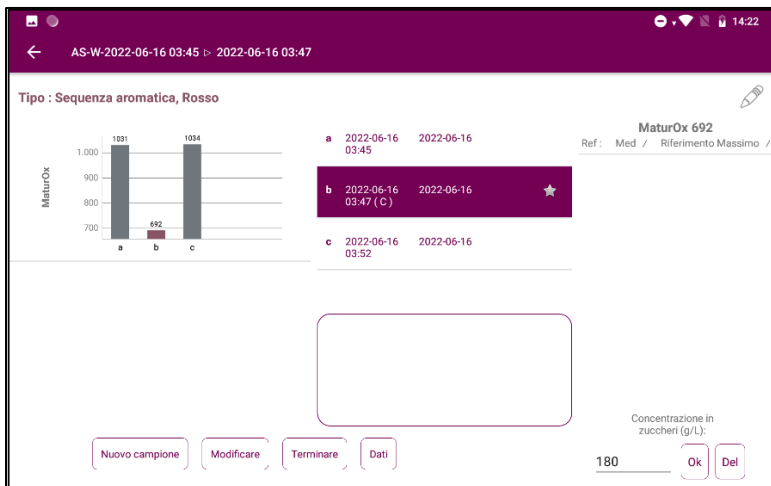 14:22
AS-W-2022-06-16 03:45 ▷ 2022-06-16 03:47
Tipo : Sequenza aromatica, Rosso
MaturOx
1.000
900
800
700
1031
692
1034
a
b
c
a 2022-06-16 03:45 2022-06-16
b 2022-06-16 03:47 ( C ) 2022-06-16
c 2022-06-16 03:52 2022-06-16
MaturOx 692
Ref : Med / Riferimento Massimo /
Concentrazione in
zuccheri (g/L):
180
Ok
Del
Nuovo campione
Modificare
Terminare
Dati